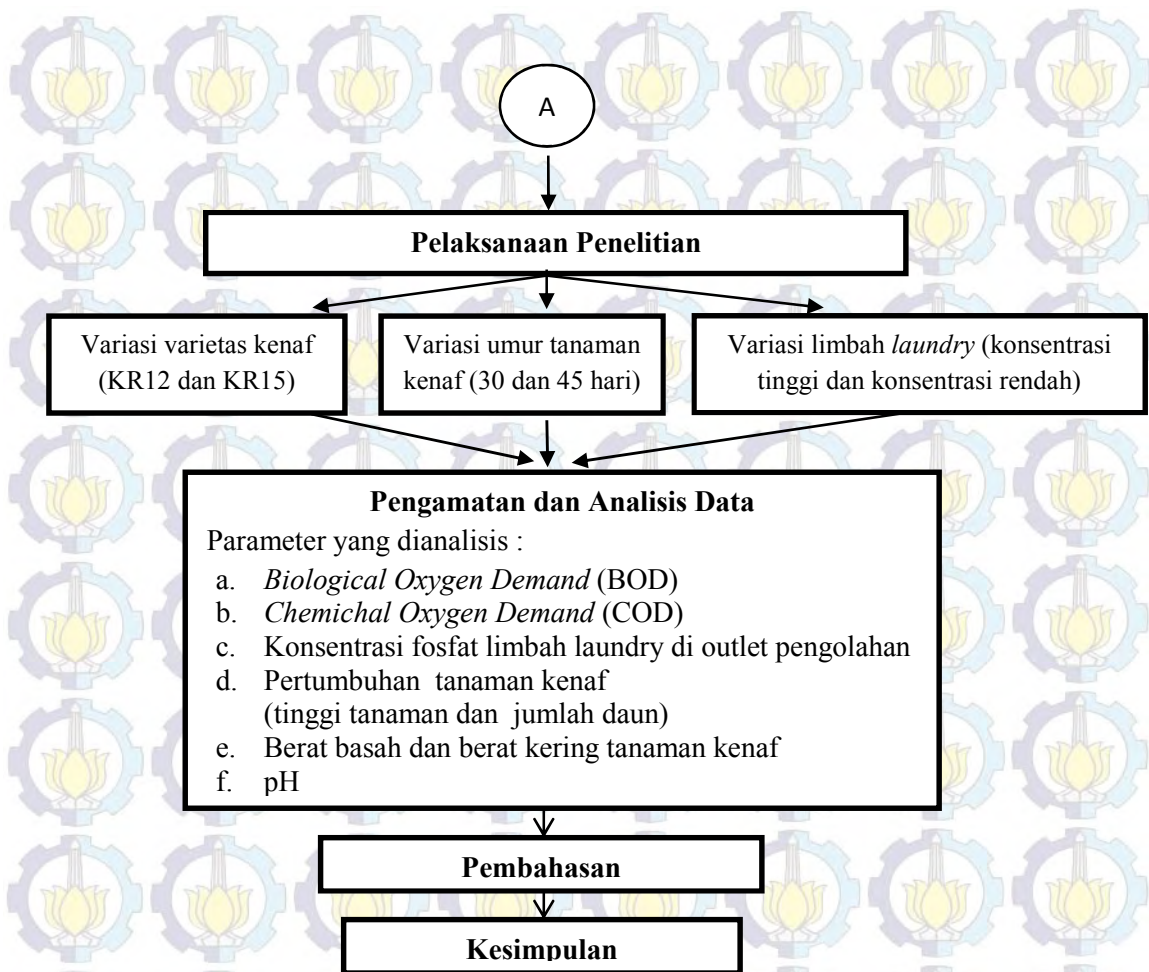 A
Pelaksanaan Penelitian
Variasi varietas kenaf
(KR12 dan KR15)
Variasi umur tanaman
kenaf (30 dan 45 hari)
Variasi limbah laundry (konsentrasi
tinggi dan konsentrasi rendah)
Pengamatan dan Analisis Data
Parameter yang dianalisis :
a. Biological Oxygen Demand (BOD)
b. Chemichal Oxygen Demand (COD)
c. Konsentrasi fosfat limbah laundry di outlet pengolahan
d. Pertumbuhan tanaman kenaf
(tinggi tanaman dan jumlah daun)
e. Berat basah dan berat kering tanaman kenaf
f. pH
Pembahasan
Kesimpulan